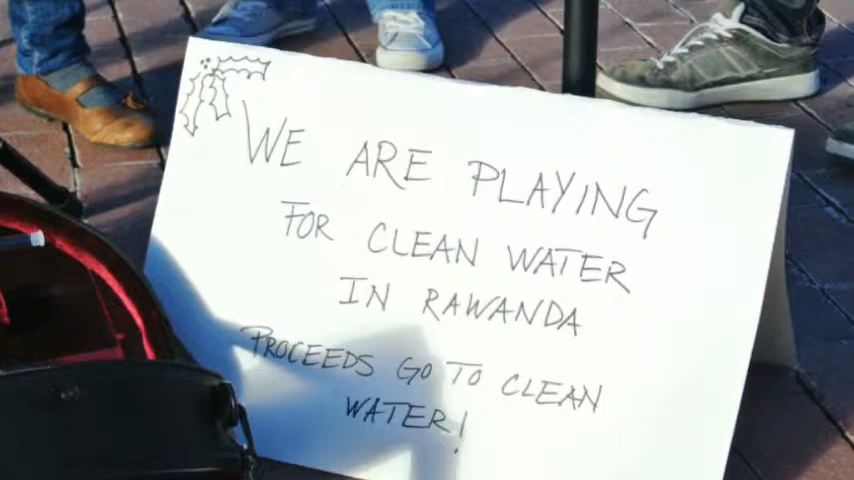 WE ARE PLAYING
FOR CLEAN WATER
IN RAWANDA
PROCEEDS GO TO CLEAN
WATER!